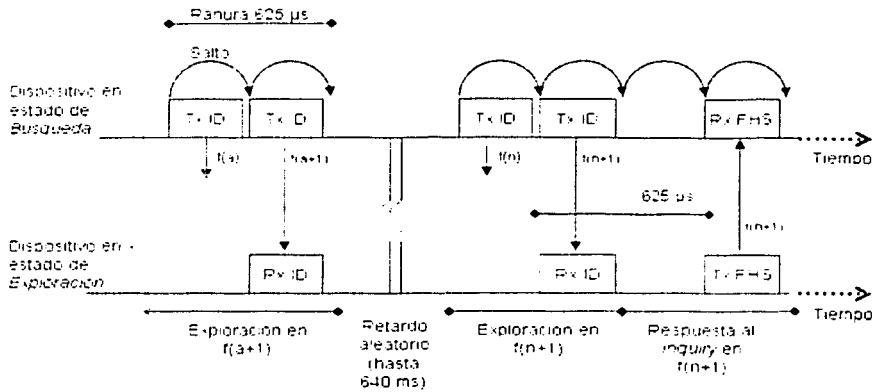 Ranura 625 µs
Salto
Dispositivo en
estado de
Búsqueda
Tx ID
Tx ID
Tx ID
Tx ID
Rx FHS
f(a)
f(a+1)
f(n)
f(n+1)
Tiempo
625 µs
f(n+1)
Dispositivo en
estado de
Exploración
Rx ID
Rx ID
Tx FHS
Tiempo
Exploración en
f(a+1)
Retardo
aleatorio
(hasta
640 ms)
Exploración en
f(n+1)
Respuesta al
inquiry en
f(n+1)